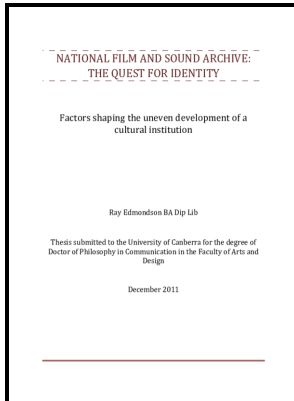 NATIONAL FILM AND SOUND ARCHIVE:
THE QUEST FOR IDENTITY
Factors shaping the uneven development of a
cultural institution
Ray Edmondson BA Dip Lib
Thesis submitted to the University of Canberra for the degree of
Doctor of Philosophy in Communication in the Faculty of Arts and
Design
December 2011